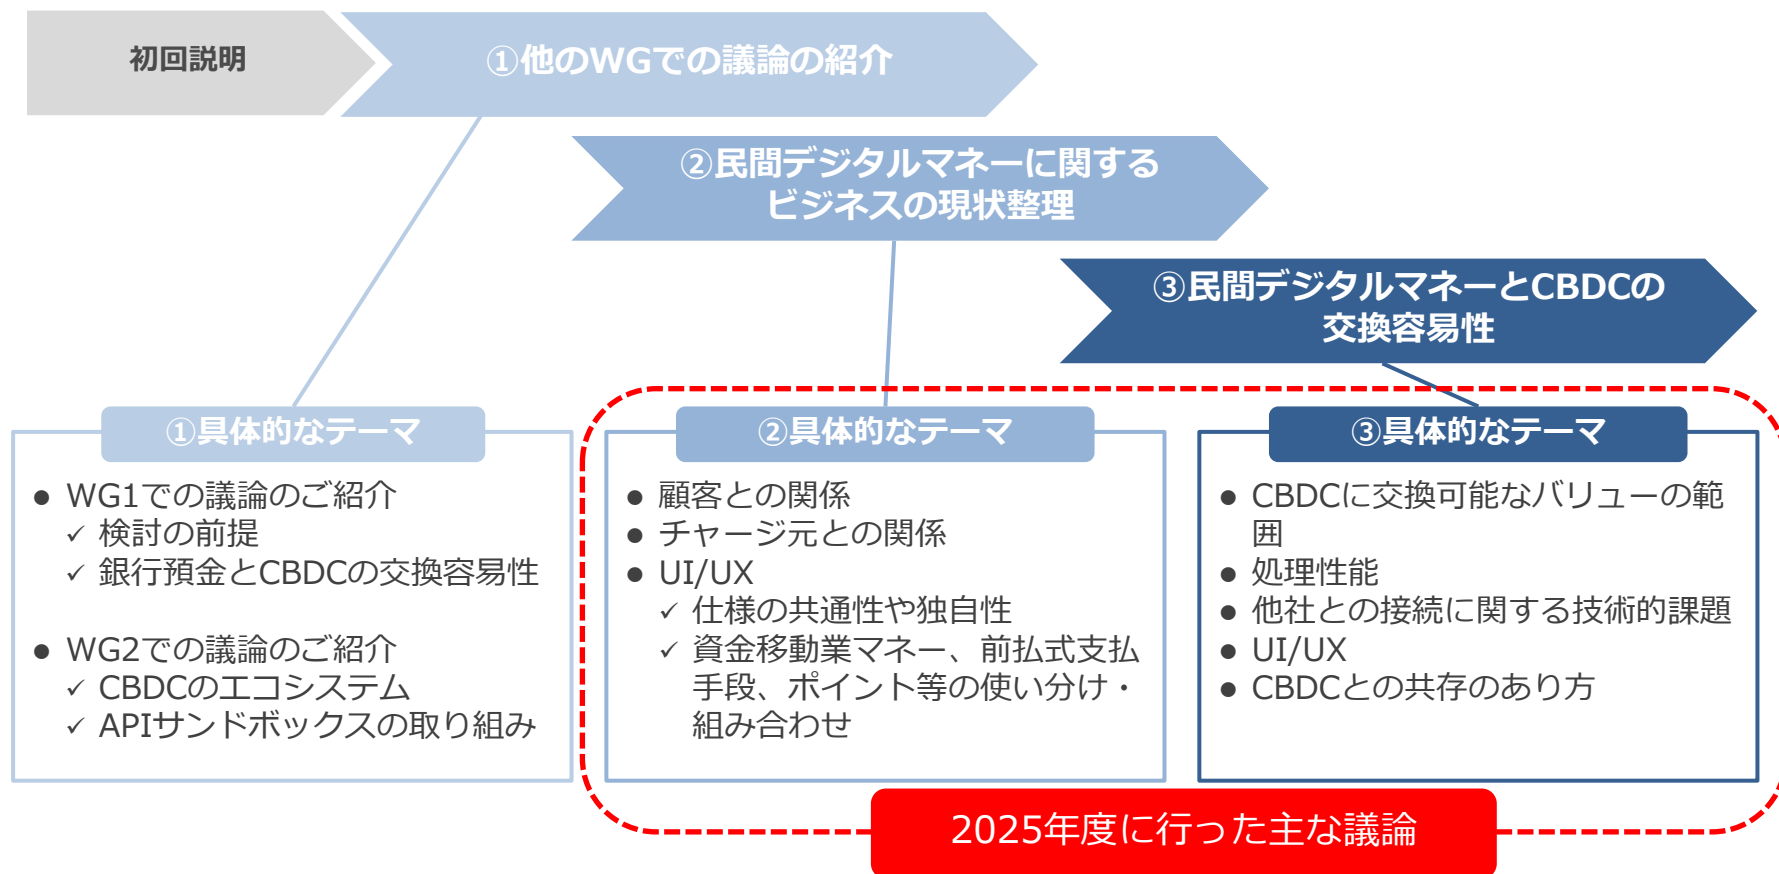 初回説明
①他のWGでの議論の紹介
②民間デジタルマネーに関する
ビジネスの現状整理
③民間デジタルマネーとCBDCの
交換容易性
①具体的なテーマ
● WG1での議論のご紹介
✓ 検討の前提
✓ 銀行預金とCBDCの交換容易性
● WG2での議論のご紹介
✓ CBDCのエコシステム
✓ APIサンドボックスの取り組み
②具体的なテーマ
● 顧客との関係
● チャージ元との関係
● UI/UX
✓ 仕様の共通性や独自性
✓ 資金移動業マネー、前払式支払
手段、ポイント等の使い分け・
組み合わせ
③具体的なテーマ
● CBDCに交換可能なバリューの範
囲
● 処理性能
● 他社との接続に関する技術的課題
● UI/UX
● CBDCとの共存のあり方
2025年度に行った主な議論